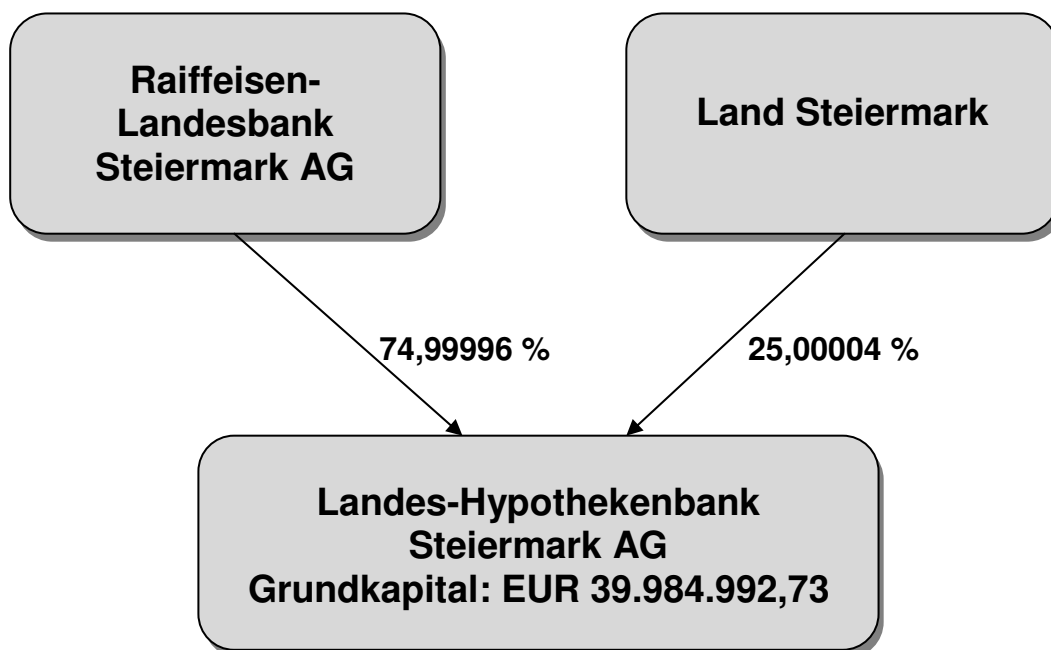 Raiffeisen-
Landesbank
Steiermark AG
Land Steiermark
74,99996 %
25,00004 %
Landes-Hypothekenbank
Steiermark AG
Grundkapital: EUR 39.984.992,73